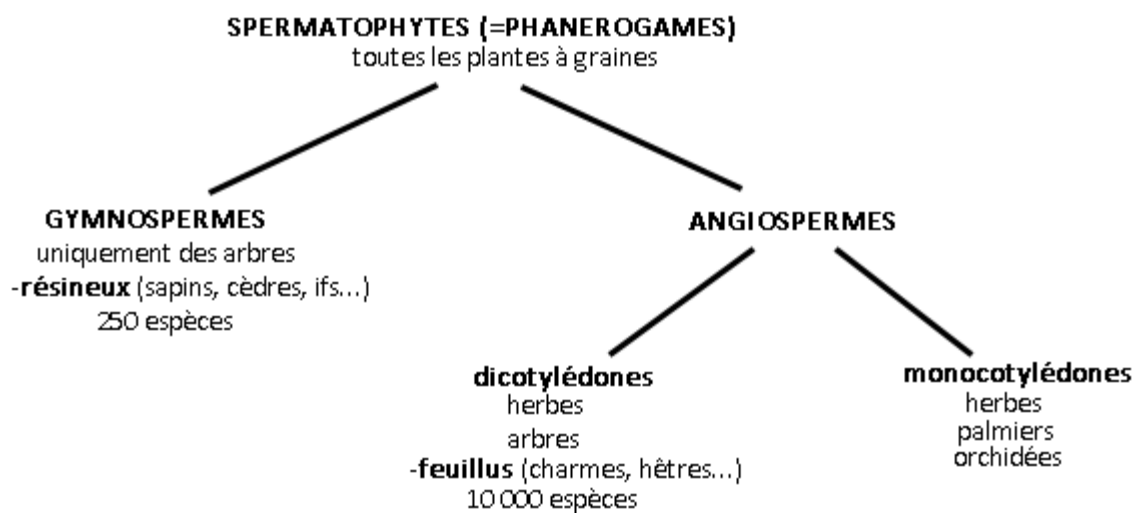 SPERMATOPHYTES (=PHANEROGAMES)
toutes les plantes à graines
GYMNOSPERMES
uniquement des arbres
-résineux (sapins, cèdres, ifs...)
250 espèces
ANGIOSPERMES
dicotylédones
herbes
arbres
-feuillus (charmes, hêtres...)
10 000 espèces
monocotylédones
herbes
palmiers
orchidées